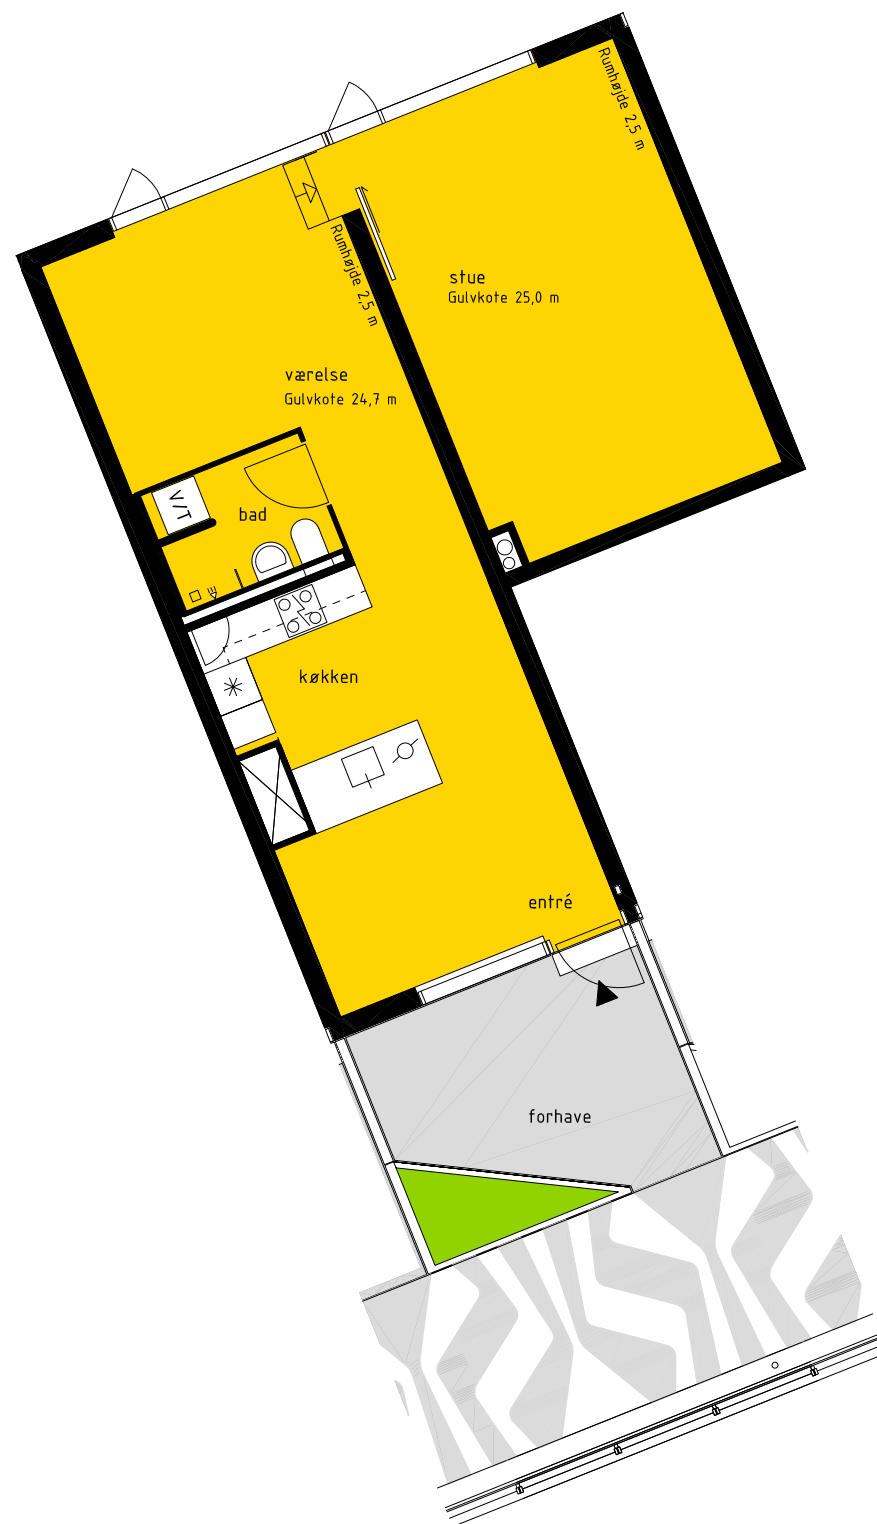 Rumhøjde 2,5 m
Rumhøjde 2,5 m
stue
Gulvkote 25,0 m
værelse
Gulvkote 24,7 m
V/T
bad
køkken
entré
forhave